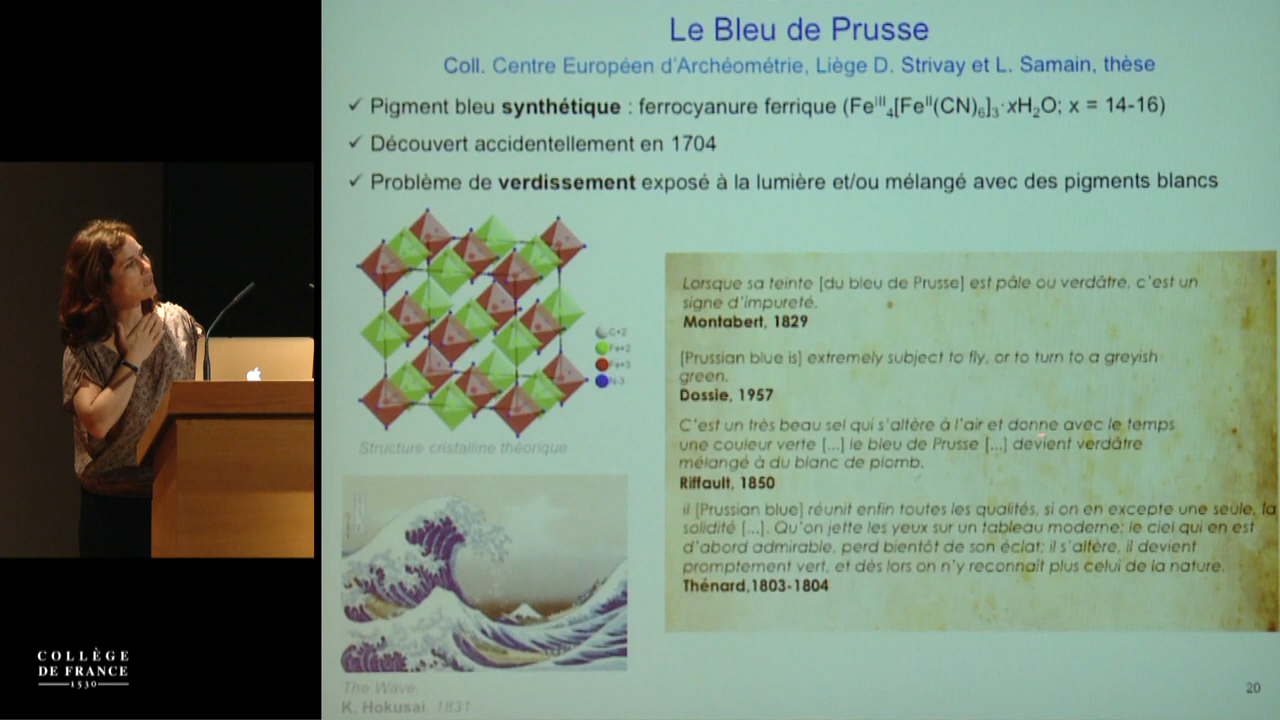 Le Bleu de Prusse
Coll. Centre Européen d'Archéométrie, Liège D. Strivay et L. Samain, thèse
✓ Pigment bleu synthétique : ferrocyanure ferrique (Feᴵᴵᴵ₄[Feᴵᴵ(CN)₆]₃·xH₂O; x = 14-16)
✓ Découvert accidentellement en 1704
✓ Problème de verdissement exposé à la lumière et/ou mélangé avec des pigments blancs
C+2
Fe+2
Fe+3
N-3
Structure cristalline théorique
Lorsque sa teinte [du bleu de Prusse] est pâle ou verdâtre, c'est un
signe d'impureté.
Montabert, 1829
[Prussian blue is] extremely subject to fly, or to turn to a greyish
green.
Dossie, 1957
C'est un très beau sel qui s'altère à l'air et donne avec le temps
une couleur verte [...] le bleu de Prusse [...] devient verdâtre
mélangé à du blanc de plomb.
Riffault, 1850
il [Prussian blue] réunit enfin toutes les qualités, si on en excepte une seule, la
solidité [...]. Qu'on jette les yeux sur un tableau moderne; le ciel qui en est
d'abord admirable, perd bientôt de son éclat; il s'altère, il devient
promptement vert, et dès lors on n'y reconnaît plus celui de la nature.
Thénard,1803-1804
The Wave.
K. Hokusai, 1831
20
COLLÈGE
DE FRANCE
1530